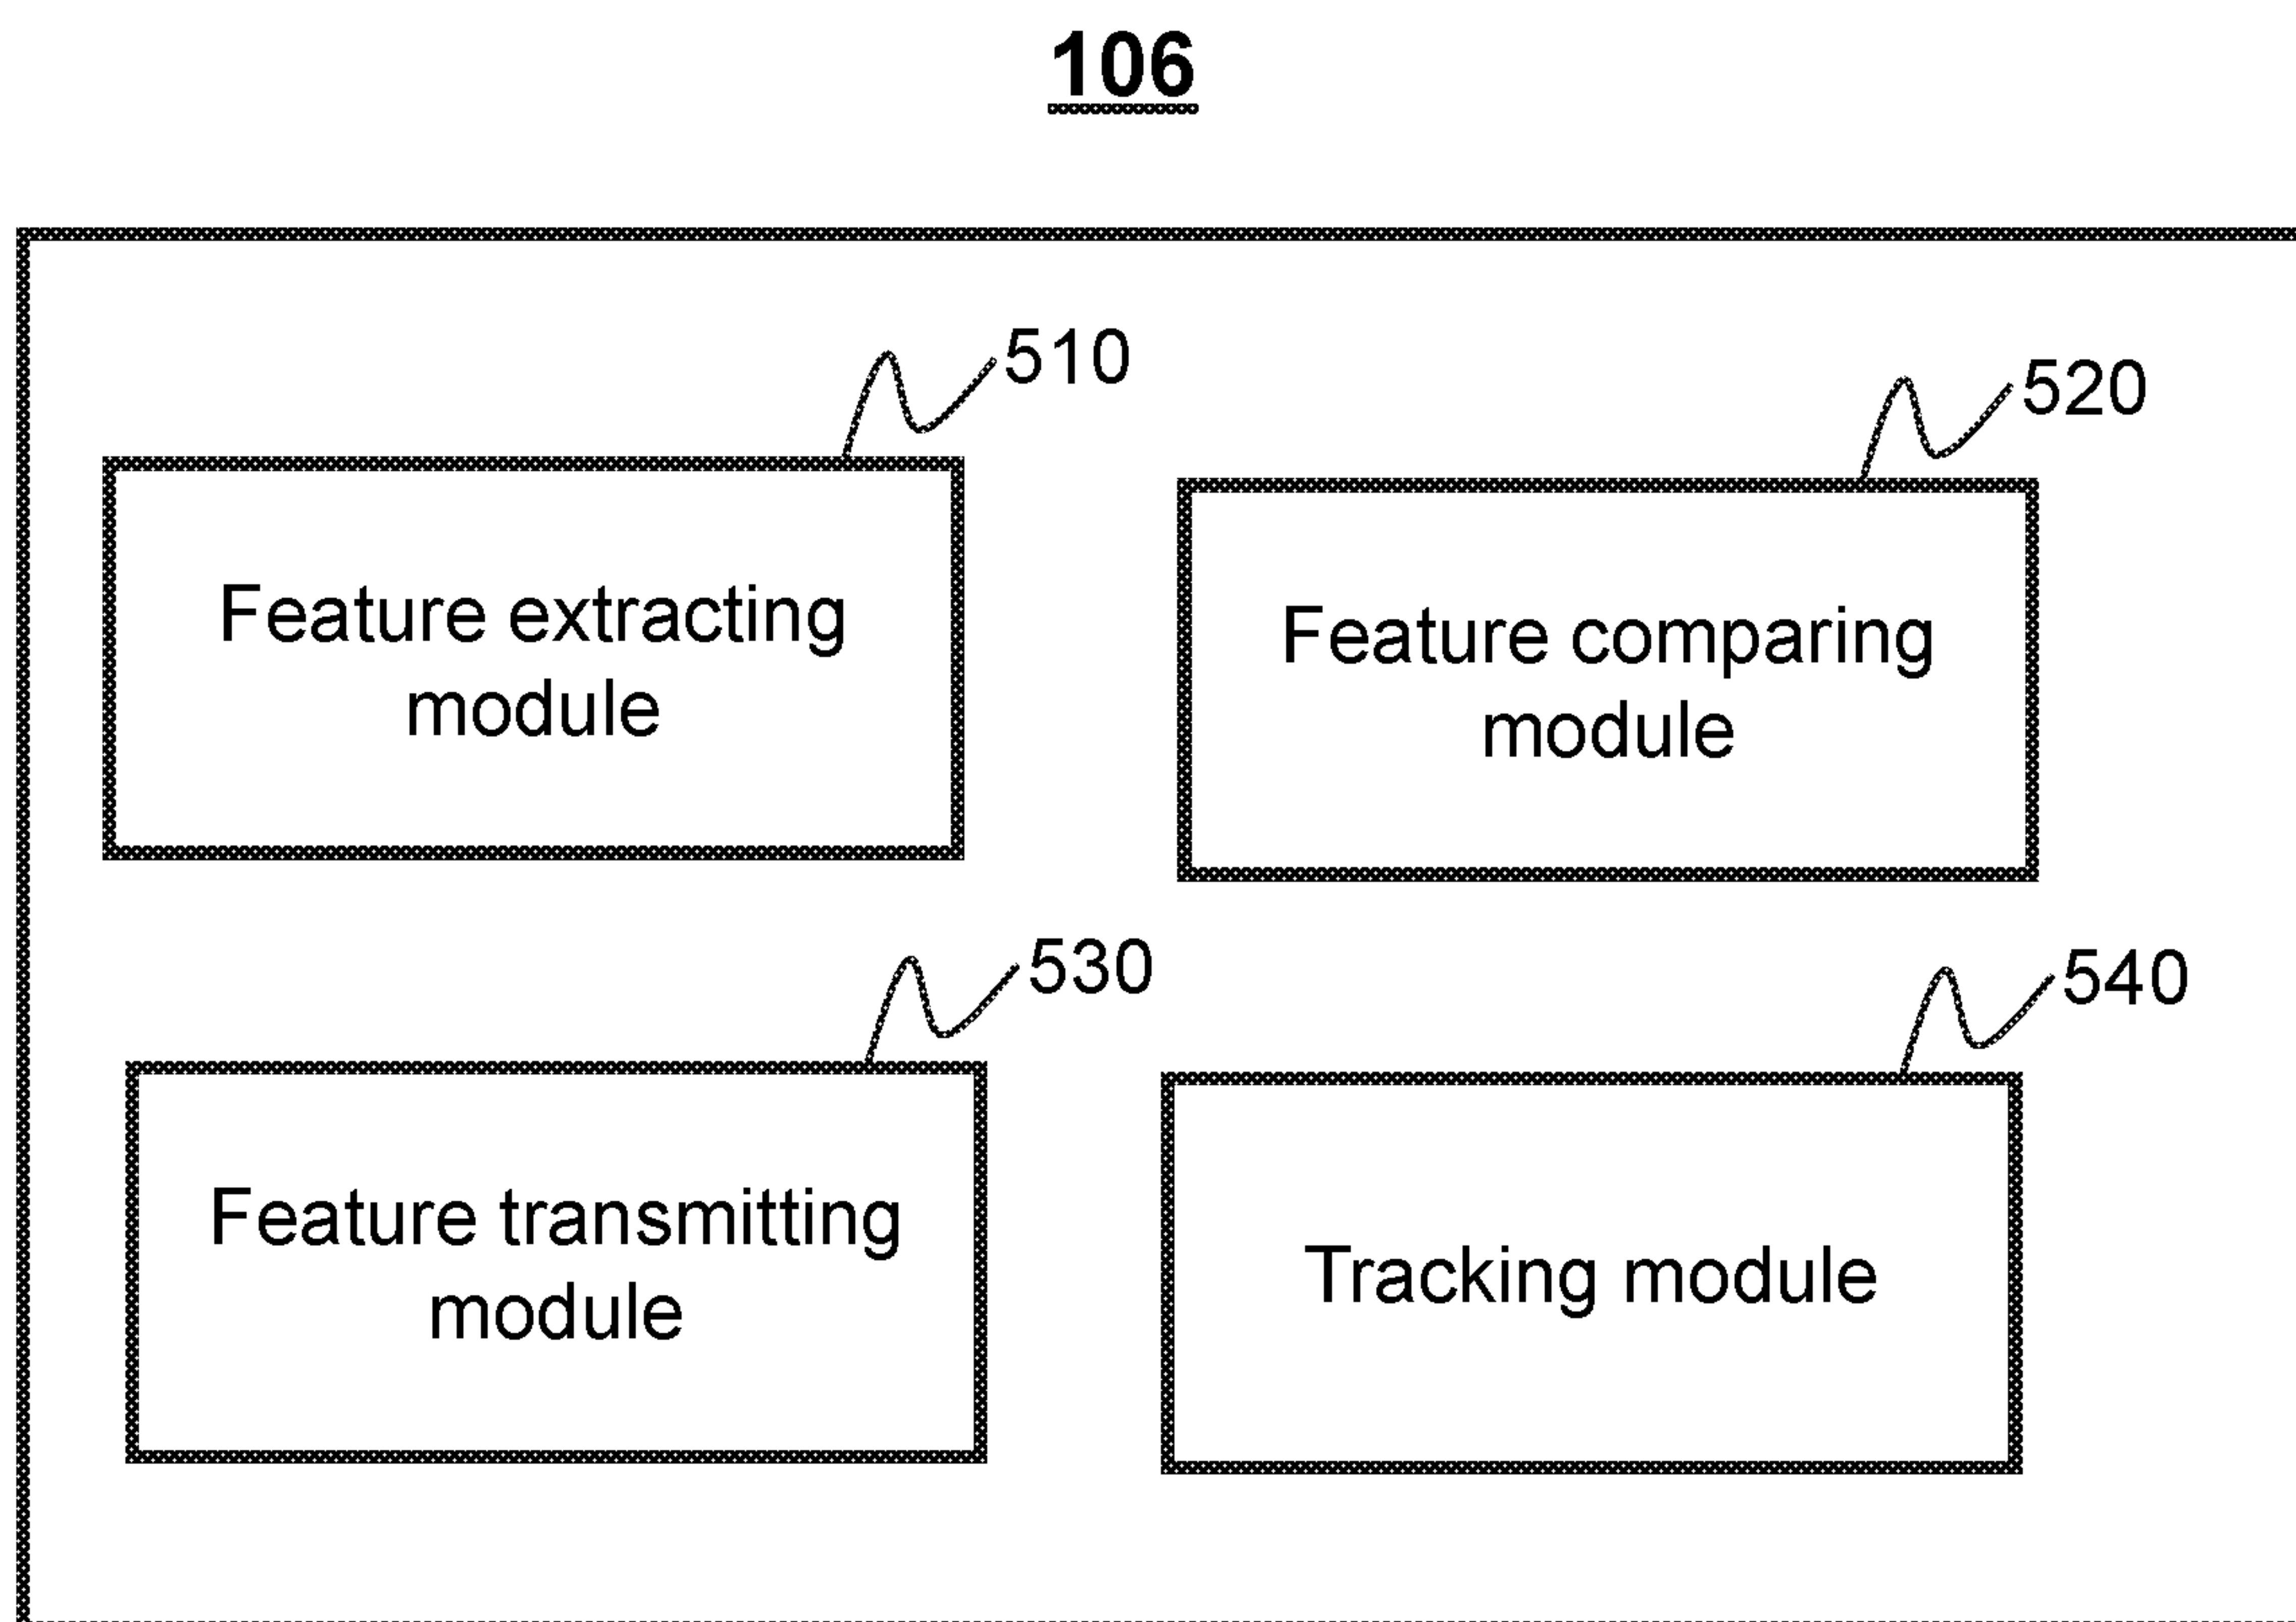 106
510
520
Feature extracting
module
Feature comparing
module
530
540
Feature transmitting
module
Tracking module